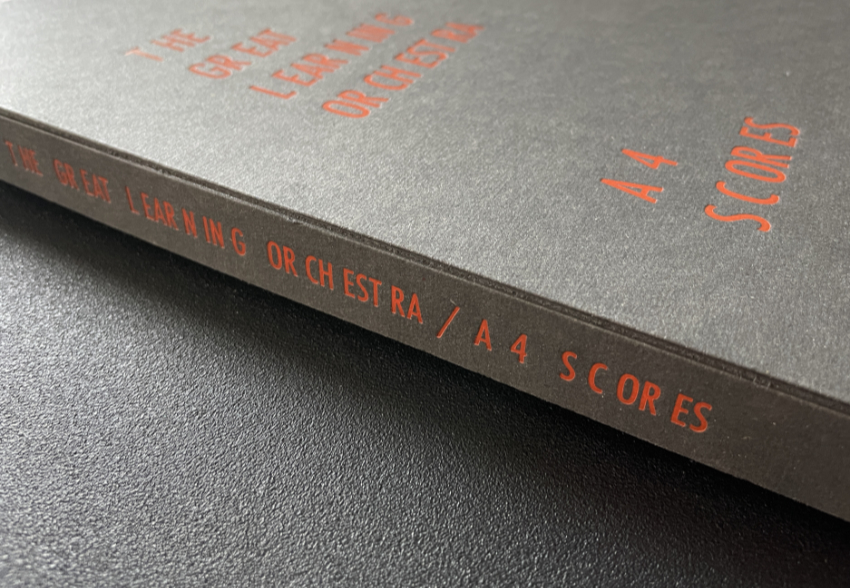 THE
GREAT
LEARNING
ORCHESTRA
A4
SCORES
THE GREAT LEARNING ORCHESTRA / A4 SCORES